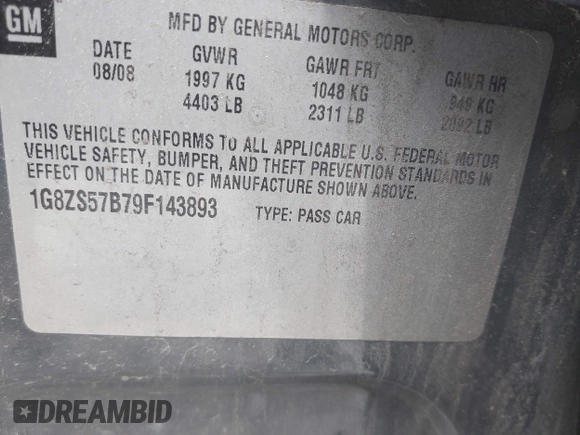 GM
MFD BY GENERAL MOTORS CORP.
DATE GVWR GAWR FRT GAWR RR
08/08 1997 KG 1048 KG 949 KG
4403 LB 2311 LB 2092 LB
THIS VEHICLE CONFORMS TO ALL APPLICABLE U.S. FEDERAL MOTOR
VEHICLE SAFETY, BUMPER, AND THEFT PREVENTION STANDARDS IN
EFFECT ON THE DATE OF MANUFACTURE SHOWN ABOVE.
1G8ZS57B79F143893 TYPE: PASS CAR
DREAMBID